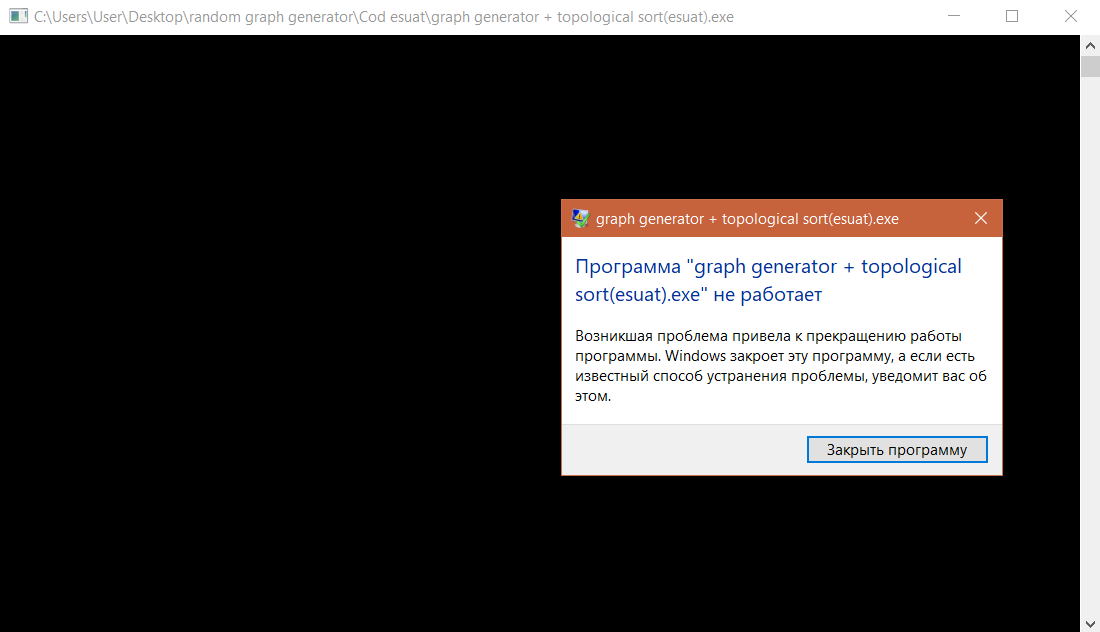 C:\Users\User\Desktop\random graph generator\Cod esuat\graph generator + topological sort(esuat).exe
graph generator + topological sort(esuat).exe
Программа "graph generator + topological
sort(esuat).exe" не работает
Возникшая проблема привела к прекращению работы
программы. Windows закроет эту программу, а если есть
известный способ устранения проблемы, уведомит вас об
этом.
Закрыть программу